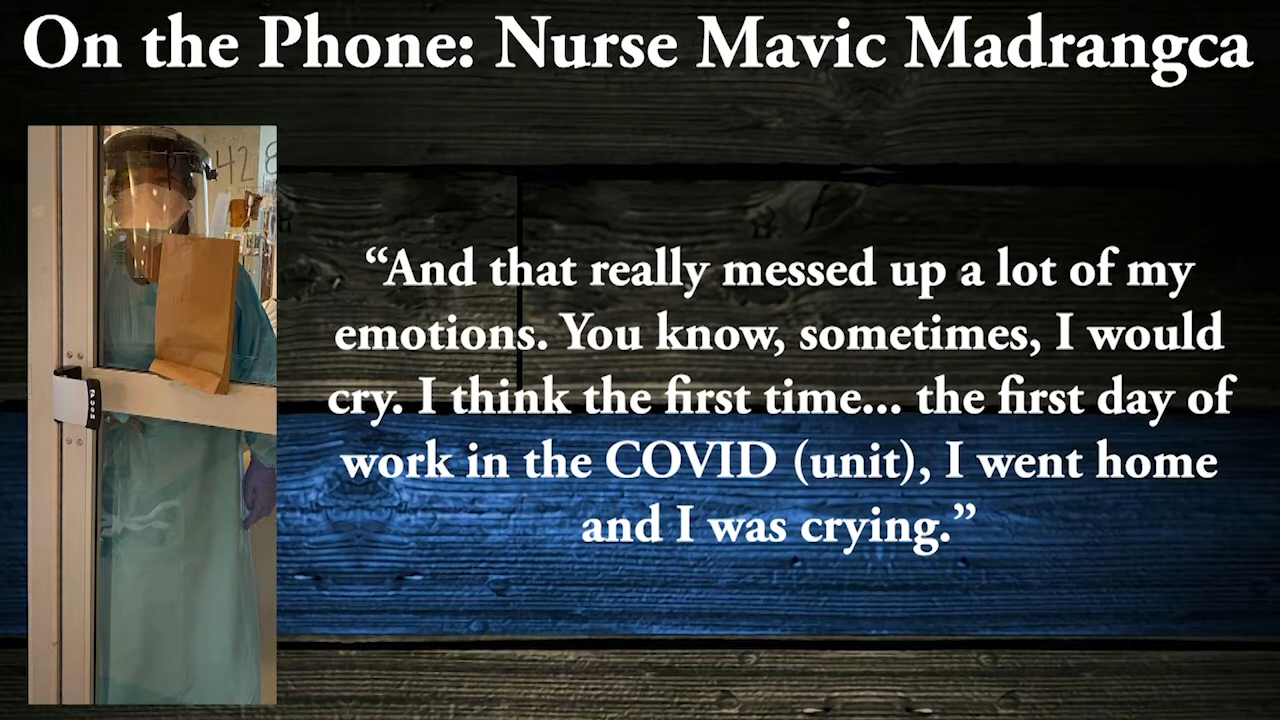 On the Phone: Nurse Mavic Madrangca
“And that really messed up a lot of my
emotions. You know, sometimes, I would
cry. I think the first time... the first day of
work in the COVID (unit), I went home
and I was crying.”
42